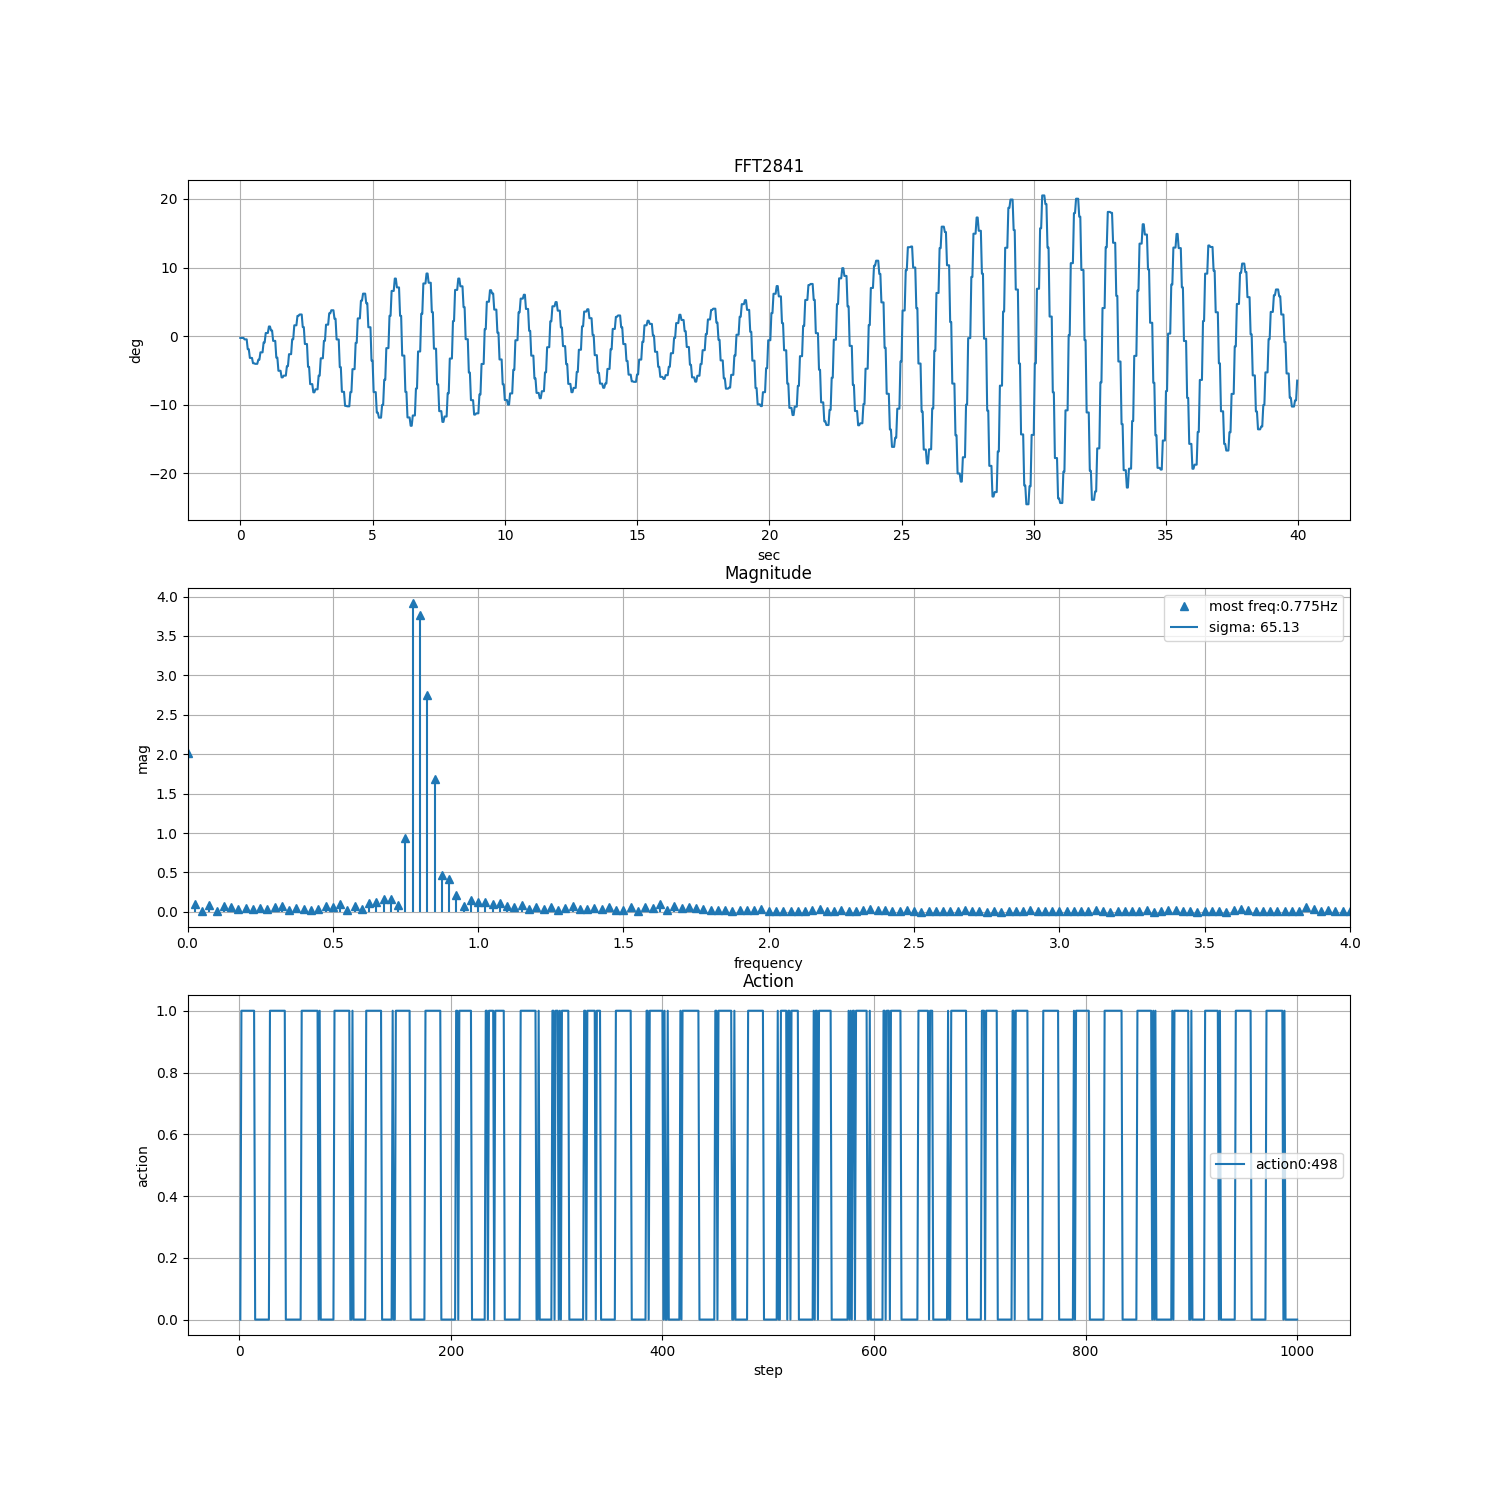 FFT2841
20
10
0
−10
−20
deg
0 5 10 15 20 25 30 35 40
sec
Magnitude
4.0
3.5
3.0
2.5
2.0
1.5
1.0
0.5
0.0
mag
most freq:0.775Hz
sigma: 65.13
0.0 0.5 1.0 1.5 2.0 2.5 3.0 3.5 4.0
frequency
Action
1.0
0.8
0.6
0.4
0.2
0.0
action
action0:498
0 200 400 600 800 1000
step